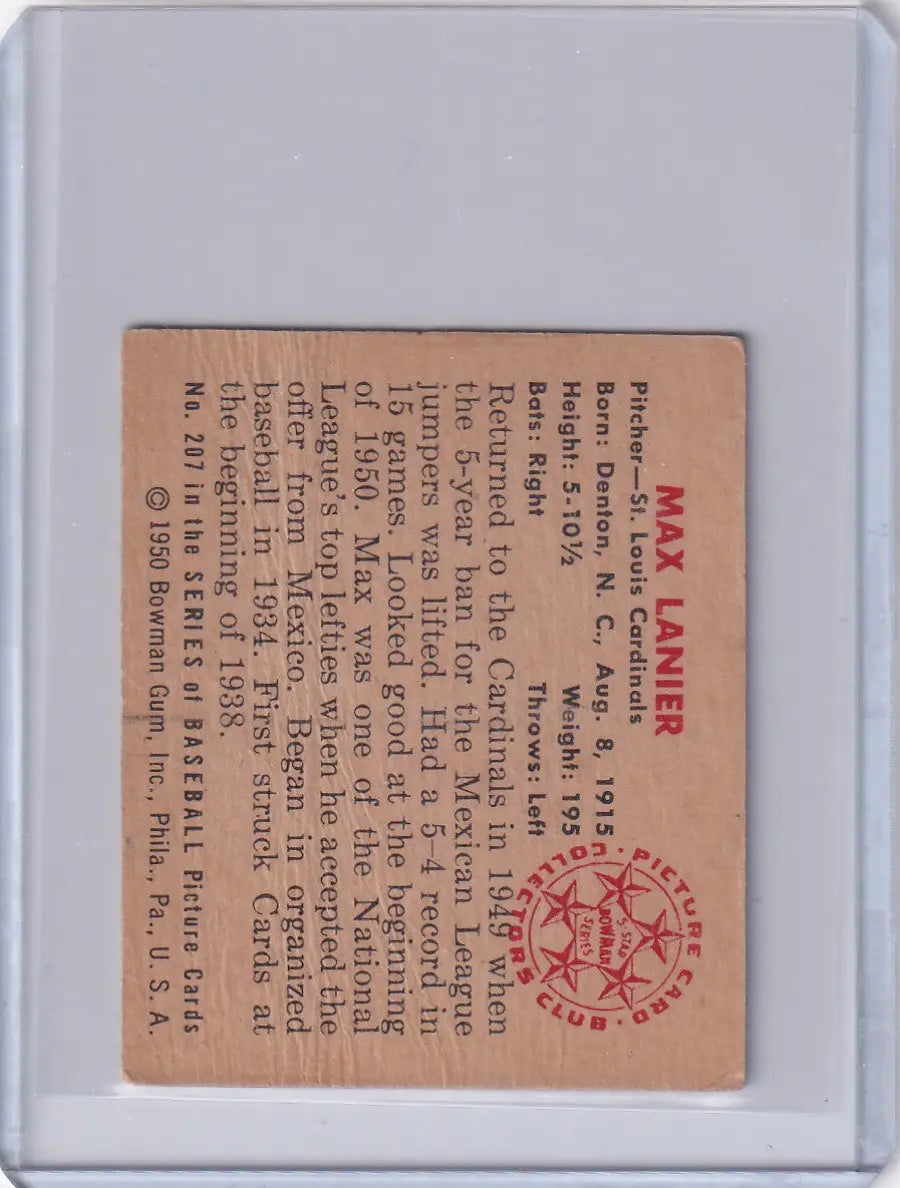 MAX LANIER
Pitcher—St. Louis Cardinals
Born: Denton, N. C., Aug. 8, 1915
Height: 5-10½ Weight: 195
Bats: Right Throws: Left
Returned to the Cardinals in 1949 when
the 5-year ban for the Mexican League
jumpers was lifted. Had a 5-4 record in
15 games. Looked good at the beginning
of 1950. Max was one of the National
League's top lefties when he accepted the
offer from Mexico. Began in organized
baseball in 1934. First struck Cards at
the beginning of 1938.
No. 207 in the SERIES of BASEBALL Picture Cards
© 1950 Bowman Gum, Inc., Phila., Pa., U. S. A.
PICTURE CARD · COLLECTORS CLUB ·
5-STAR
BOWMAN
SERIES